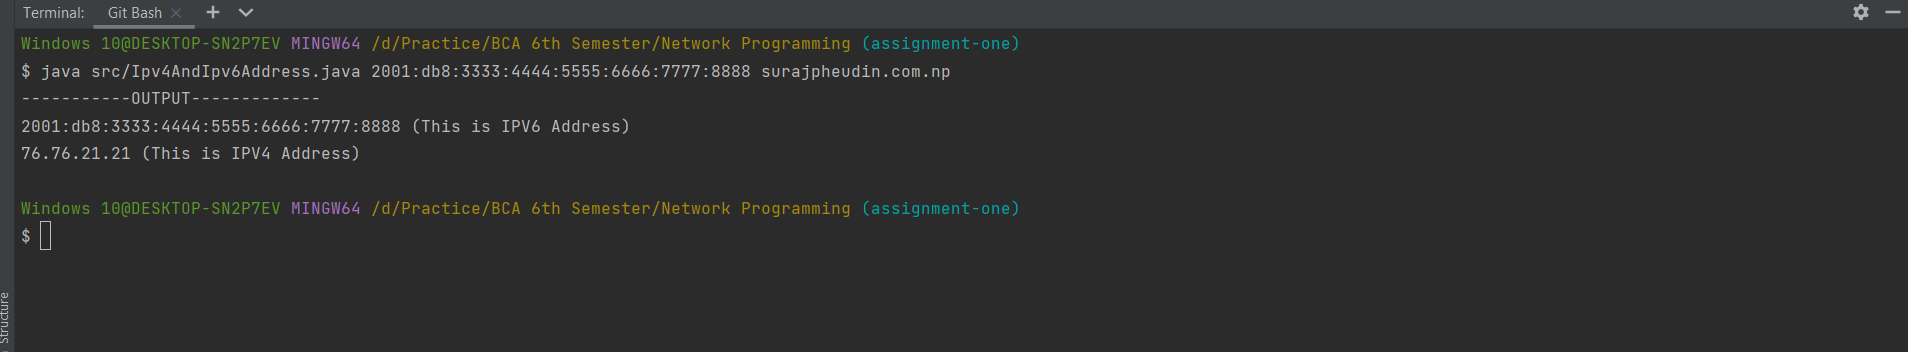 Terminal: Git Bash
Windows 10@DESKTOP-SN2P7EV MINGW64 /d/Practice/BCA 6th Semester/Network Programming (assignment-one)
$ java src/Ipv4AndIpv6Address.java 2001:db8:3333:4444:5555:6666:7777:8888 surajpheudin.com.np
-----------OUTPUT-------------
2001:db8:3333:4444:5555:6666:7777:8888 (This is IPV6 Address)
76.76.21.21 (This is IPV4 Address)
Windows 10@DESKTOP-SN2P7EV MINGW64 /d/Practice/BCA 6th Semester/Network Programming (assignment-one)
$
Structure